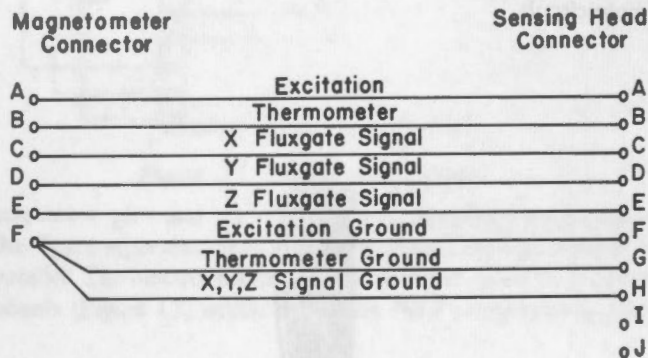 Magnetometer Connector
Sensing Head Connector
A Excitation A
B Thermometer B
C X Fluxgate Signal C
D Y Fluxgate Signal D
E Z Fluxgate Signal E
F Excitation Ground F
Thermometer Ground G
X,Y,Z Signal Ground H
I
J